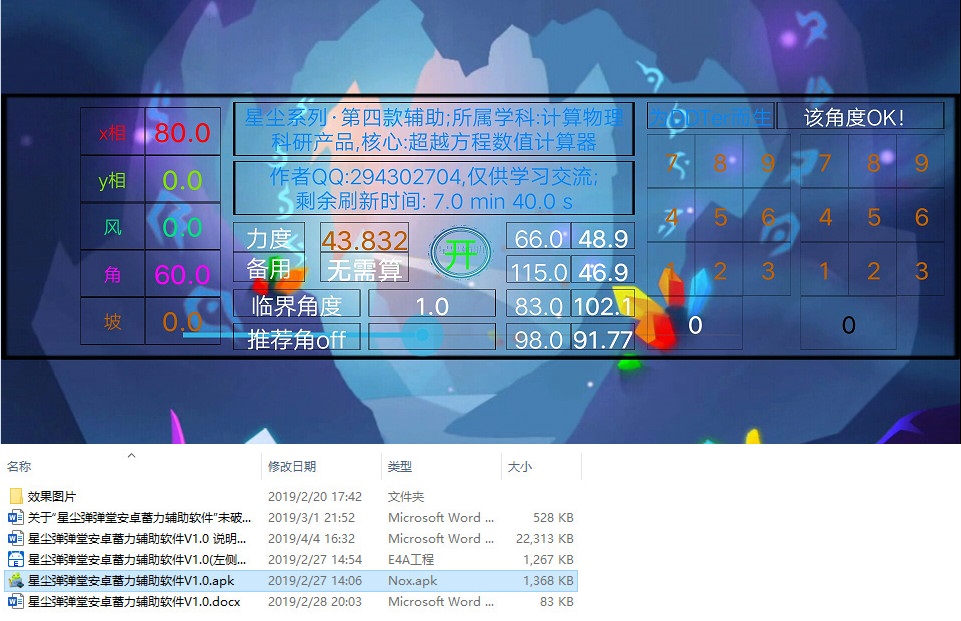 星尘系列·第四款辅助;所属学科:计算物理
科研产品,核心:超越方程数值计算器
作者QQ:294302704,仅供学习交流;
剩余刷新时间: 7.0 min 40.0 s
x相 80.0
y相 0.0
风 0.0
角 60.0
坡 0.0
力度 43.832
备用 无需算
开
临界角度 1.0
推荐角off
66.0 48.9
115.0 46.9
83.0 102.1
98.0 91.77
该角度OK!
7 8 9 7 8 9
4 5 6 4 5 6
1 2 3 1 2 3
0 0
名称 修改日期 类型 大小
效果图片 2019/2/20 17:42 文件夹
关于“星尘弹弹堂安卓蓄力辅助软件”未破... 2019/3/1 21:52 Microsoft Word ... 528 KB
星尘弹弹堂安卓蓄力辅助软件V1.0 说明... 2019/4/4 16:32 Microsoft Word ... 22,313 KB
星尘弹弹堂安卓蓄力辅助软件V1.0(左侧... 2019/2/27 14:54 E4A工程 1,267 KB
星尘弹弹堂安卓蓄力辅助软件V1.0.apk 2019/2/27 14:06 Nox.apk 1,368 KB
星尘弹弹堂安卓蓄力辅助软件V1.0.docx 2019/2/28 20:03 Microsoft Word ... 83 KB